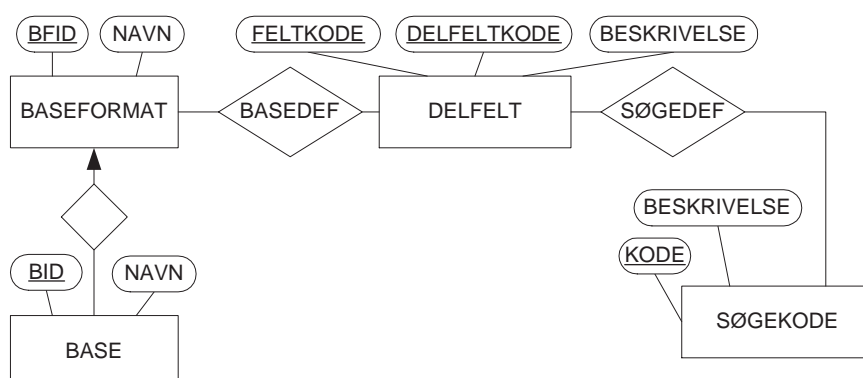 BFID NAVN FELTKODE DELFELTKODE BESKRIVELSE
BASEFORMAT BASEDEF DELFELT SØGEDEF
BESKRIVELSE
KODE
BID NAVN
SØGEKODE
BASE